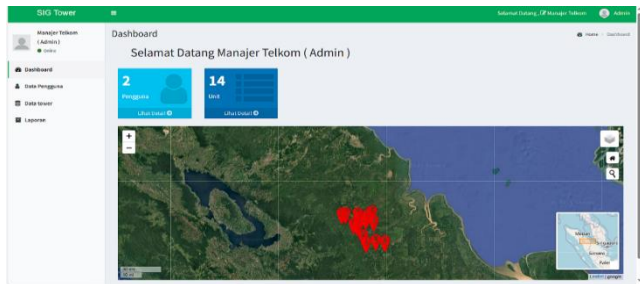 SIG Tower
Selamat Datang, Manajer Telkom
Admin
Manajer Telkom
( Admin )
Online
Dashboard
Home / Dashboard
Selamat Datang Manajer Telkom ( Admin )
Dashboard
Data Pengguna
Data tower
Laporan
2
Pengguna
Lihat Detail
14
Unit
Lihat Detail
+
−
Medan